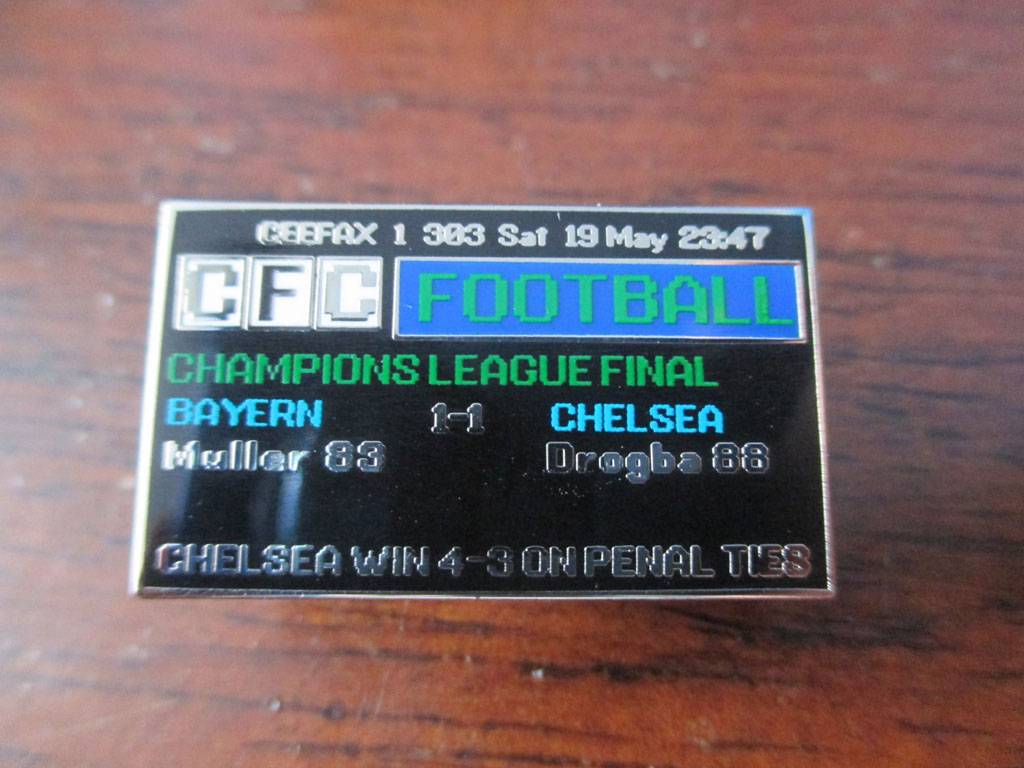 CEEFAX 1 303 Sat 19 May 23:47
CFC FOOTBALL
CHAMPIONS LEAGUE FINAL
BAYERN 1-1 CHELSEA
Muller 83 Drogba 88
CHELSEA WIN 4-3 ON PENALTIES